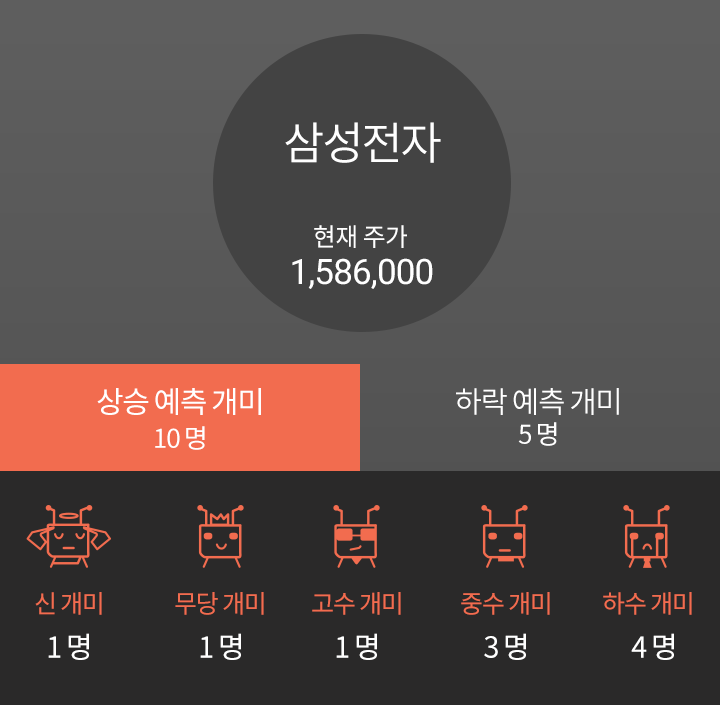 삼성전자
현재 주가
1,586,000
상승 예측 개미
10 명
하락 예측 개미
5 명
신 개미
무당 개미
고수 개미
중수 개미
하수 개미
1 명
1 명
1 명
3 명
4 명